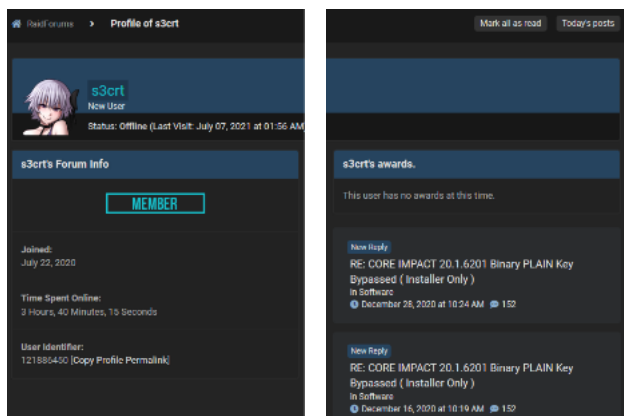 RaidForums > Profile of s3crt
s3crt
New User
Status: Offline (Last Visit: July 07, 2021 at 01:56 AM
s3crt's Forum Info
MEMBER
Joined:
July 22, 2020
Time Spent Online:
3 Hours, 40 Minutes, 15 Seconds
User Identifier:
121886450 [Copy Profile Permalink]
Mark all as read
Today's posts
s3crt's awards.
This user has no awards at this time.
New Reply
RE: CORE IMPACT 20.1.6201 Binary PLAIN Key
Bypassed ( Installer Only )
in Software
December 28, 2020 at 10:24 AM 152
New Reply
RE: CORE IMPACT 20.1.6201 Binary PLAIN Key
Bypassed ( Installer Only )
in Software
December 16, 2020 at 10:19 AM 152